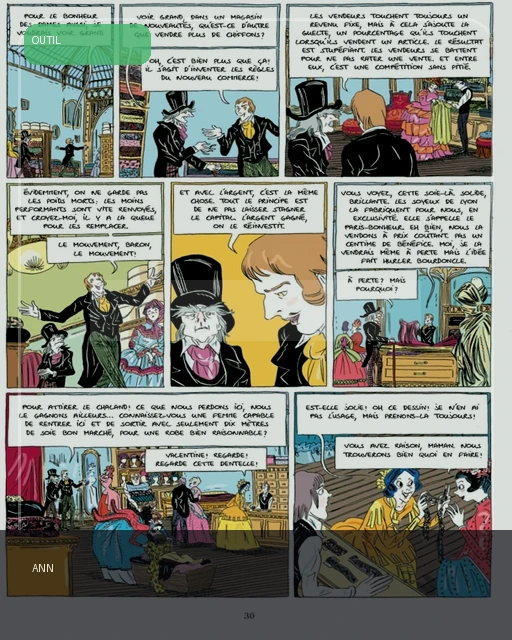 POUR LE BONHEUR
OUTIL
VOIR GRAND, DANS UN MAGASIN
DE NOUVEAUTÉS, QU'EST-CE D'AUTRE
QUE VENDRE PLUS DE CHIFFONS?
OH, C'EST BIEN PLUS QUE ÇA!
IL S'AGIT D'INVENTER LES RÈGLES
DU NOUVEAU COMMERCE!
LES VENDEURS TOUCHENT TOUJOURS UN
REVENU FIXE, MAIS À CELA S'AJOUTE LA
GUELTE, UN POURCENTAGE QU'ILS TOUCHENT
LORSQU'ILS VENDENT UN ARTICLE. LE RÉSULTAT
EST STUPÉFIANT. LES VENDEURS SE BATTENT
POUR NE PAS RATER UNE VENTE. ET ENTRE
EUX, C'EST UNE COMPÉTITION SANS PITIÉ.
ÉVIDEMMENT, ON NE GARDE PAS
LES POIDS MORTS; LES MOINS
PERFORMANTS SONT VITE RENVOYÉS,
ET CROYEZ-MOI, IL Y A LA QUEUE
POUR LES REMPLACER.
LE MOUVEMENT, BARON,
LE MOUVEMENT!
ET AVEC L'ARGENT, C'EST LA MÊME
CHOSE. TOUT LE PRINCIPE EST
DE NE PAS LAISSER STAGNER
LE CAPITAL. L'ARGENT GAGNÉ,
ON LE RÉINVESTIT.
VOUS VOYEZ, CETTE SOIE-LÀ, SOLIDE,
BRILLANTE. LES SOYEUX DE LYON
LA FABRIQUENT POUR NOUS, EN
EXCLUSIVITÉ. ELLE S'APPELLE LE
PARIS-BONHEUR. EH BIEN, NOUS LA
VENDONS À PRIX COÛTANT, PAS UN
CENTIME DE BÉNÉFICE. MOI, JE LA
VENDRAIS MÊME À PERTE MAIS L'IDÉE
FAIT HURLER BOURDONCLE.
À PERTE? MAIS
POURQUOI?
POUR ATTIRER LE CHALAND! CE QUE NOUS PERDONS ICI, NOUS
LE GAGNONS AILLEURS... CONNAISSEZ-VOUS UNE FEMME CAPABLE
DE RENTRER ICI ET DE SORTIR AVEC SEULEMENT DIX MÈTRES
DE SOIE BON MARCHÉ, POUR UNE ROBE BIEN RAISONNABLE?
VALENTINE! REGARDE!
REGARDE CETTE DENTELLE!
EST-ELLE JOLIE! OH CE DESSIN! JE N'EN AI
PAS L'USAGE, MAIS PRENONS-LA TOUJOURS!
VOUS AVEZ RAISON, MAMAN. NOUS
TROUVERONS BIEN QUOI EN FAIRE!
ANN
30